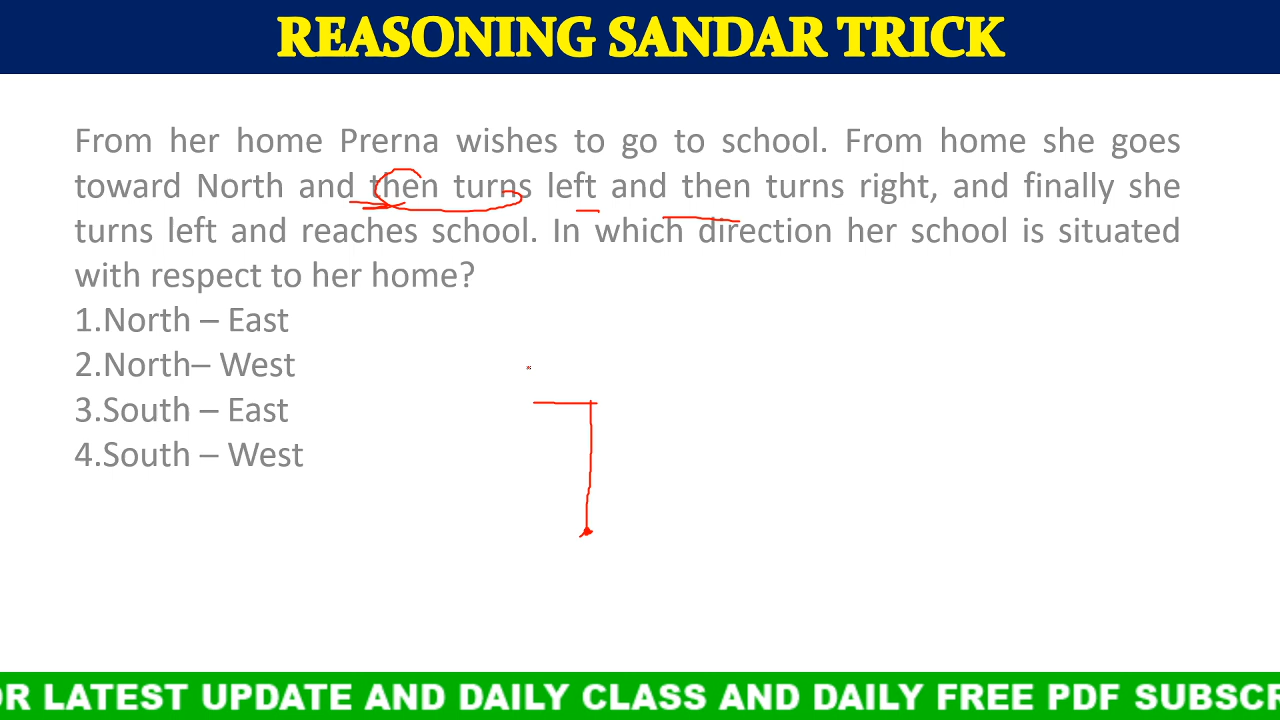 REASONING SANDAR TRICK
From her home Prerna wishes to go to school. From home she goes
toward North and then turns left and then turns right, and finally she
turns left and reaches school. In which direction her school is situated
with respect to her home?
1.North – East
2.North– West
3.South – East
4.South – West
OR LATEST UPDATE AND DAILY CLASS AND DAILY FREE PDF SUBSC